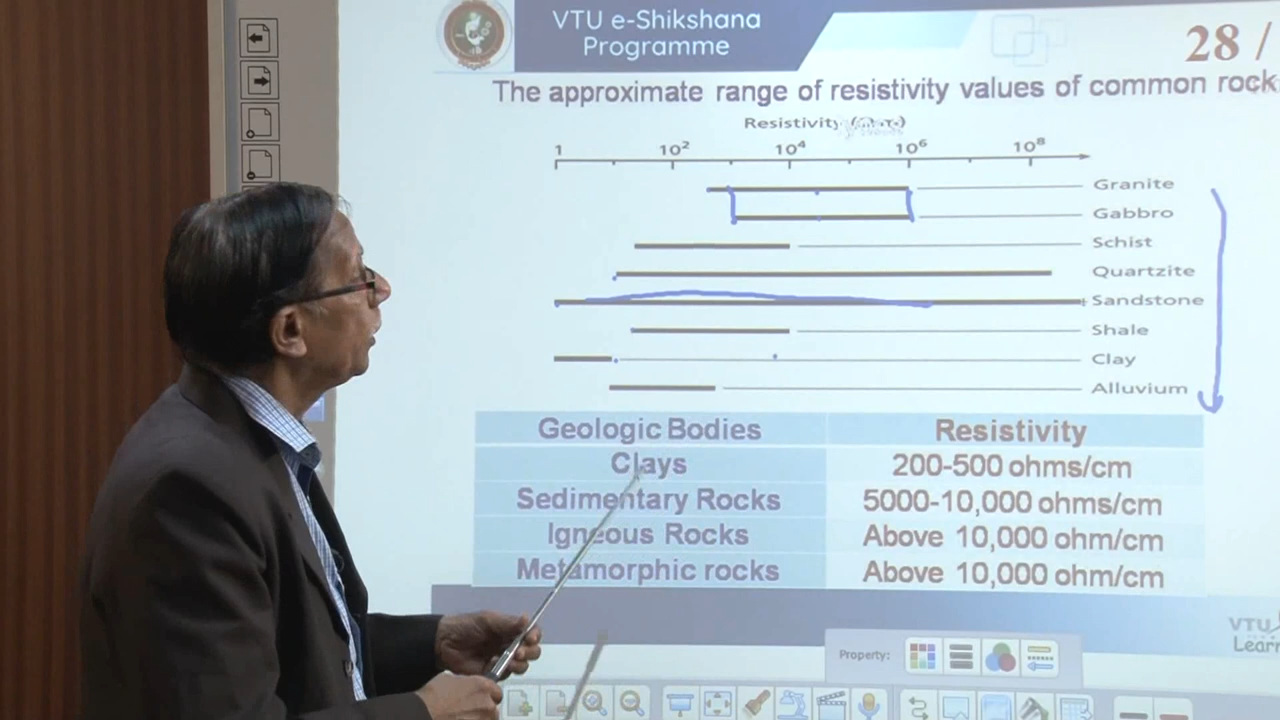 VTU e-Shikshana
Programme
28 /
The approximate range of resistivity values of common rock
Resistivity
1 10² 10⁴ 10⁶ 10⁸
Granite
Gabbro
Schist
Quartzite
Sandstone
Shale
Clay
Alluvium
Geologic Bodies Resistivity
Clays 200-500 ohms/cm
Sedimentary Rocks 5000-10,000 ohms/cm
Igneous Rocks Above 10,000 ohm/cm
Metamorphic rocks Above 10,000 ohm/cm
VTU
Learn
Property: